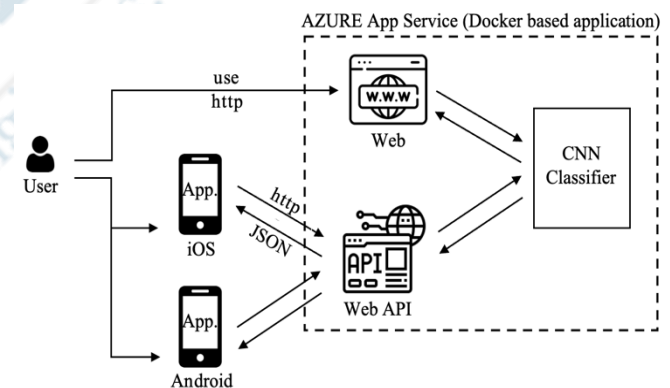 AZURE App Service (Docker based application)
use
http
W.W.W
Web
CNN
Classifier
User
App.
iOS
http
JSON
API
Web API
App.
Android